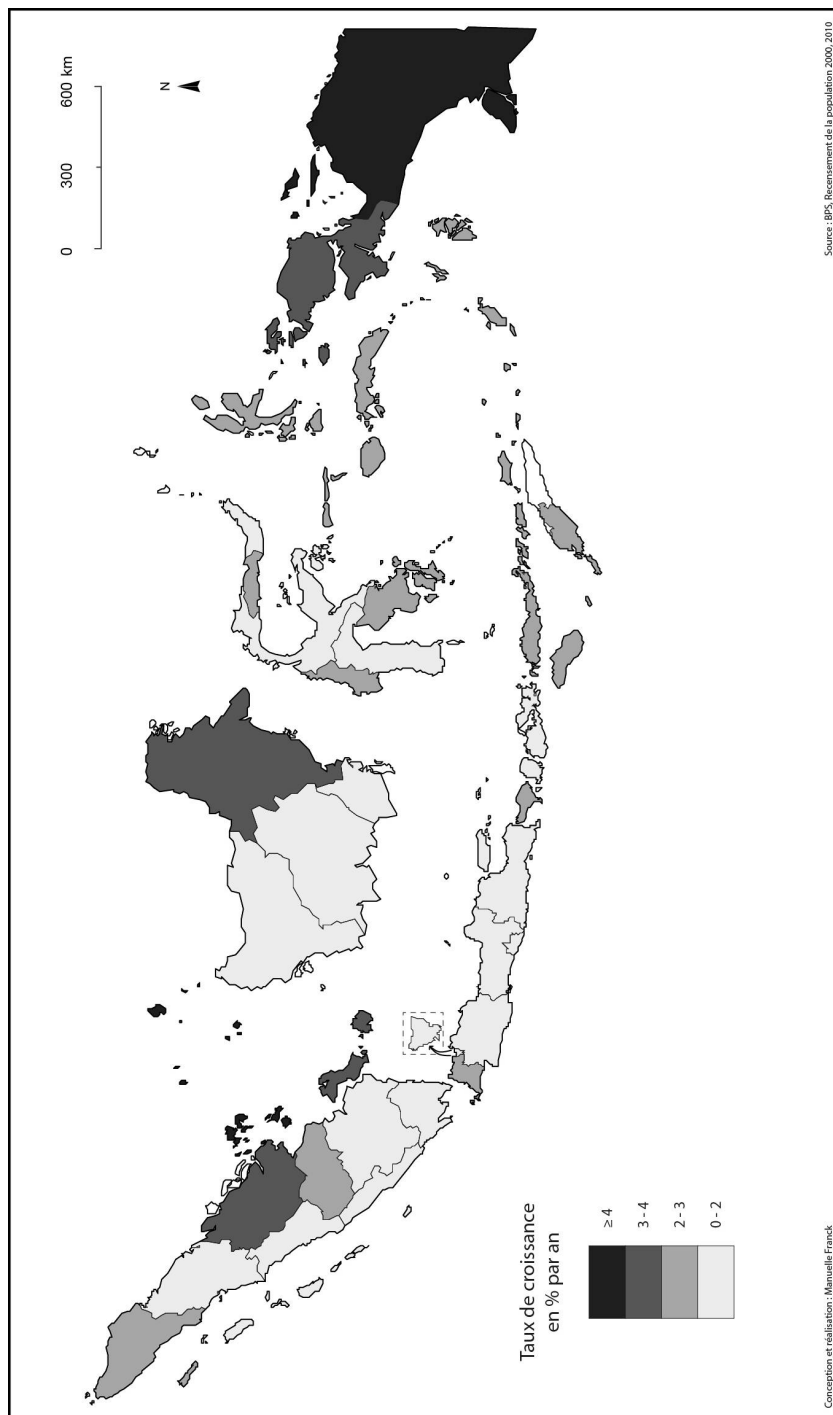 0 300 600 km
N
Taux de croissance
en % par an
≥ 4
3 - 4
2 - 3
0 - 2
Conception et réalisation : Manuelle Franck
Source : BPS, Recensement de la population 2000, 2010